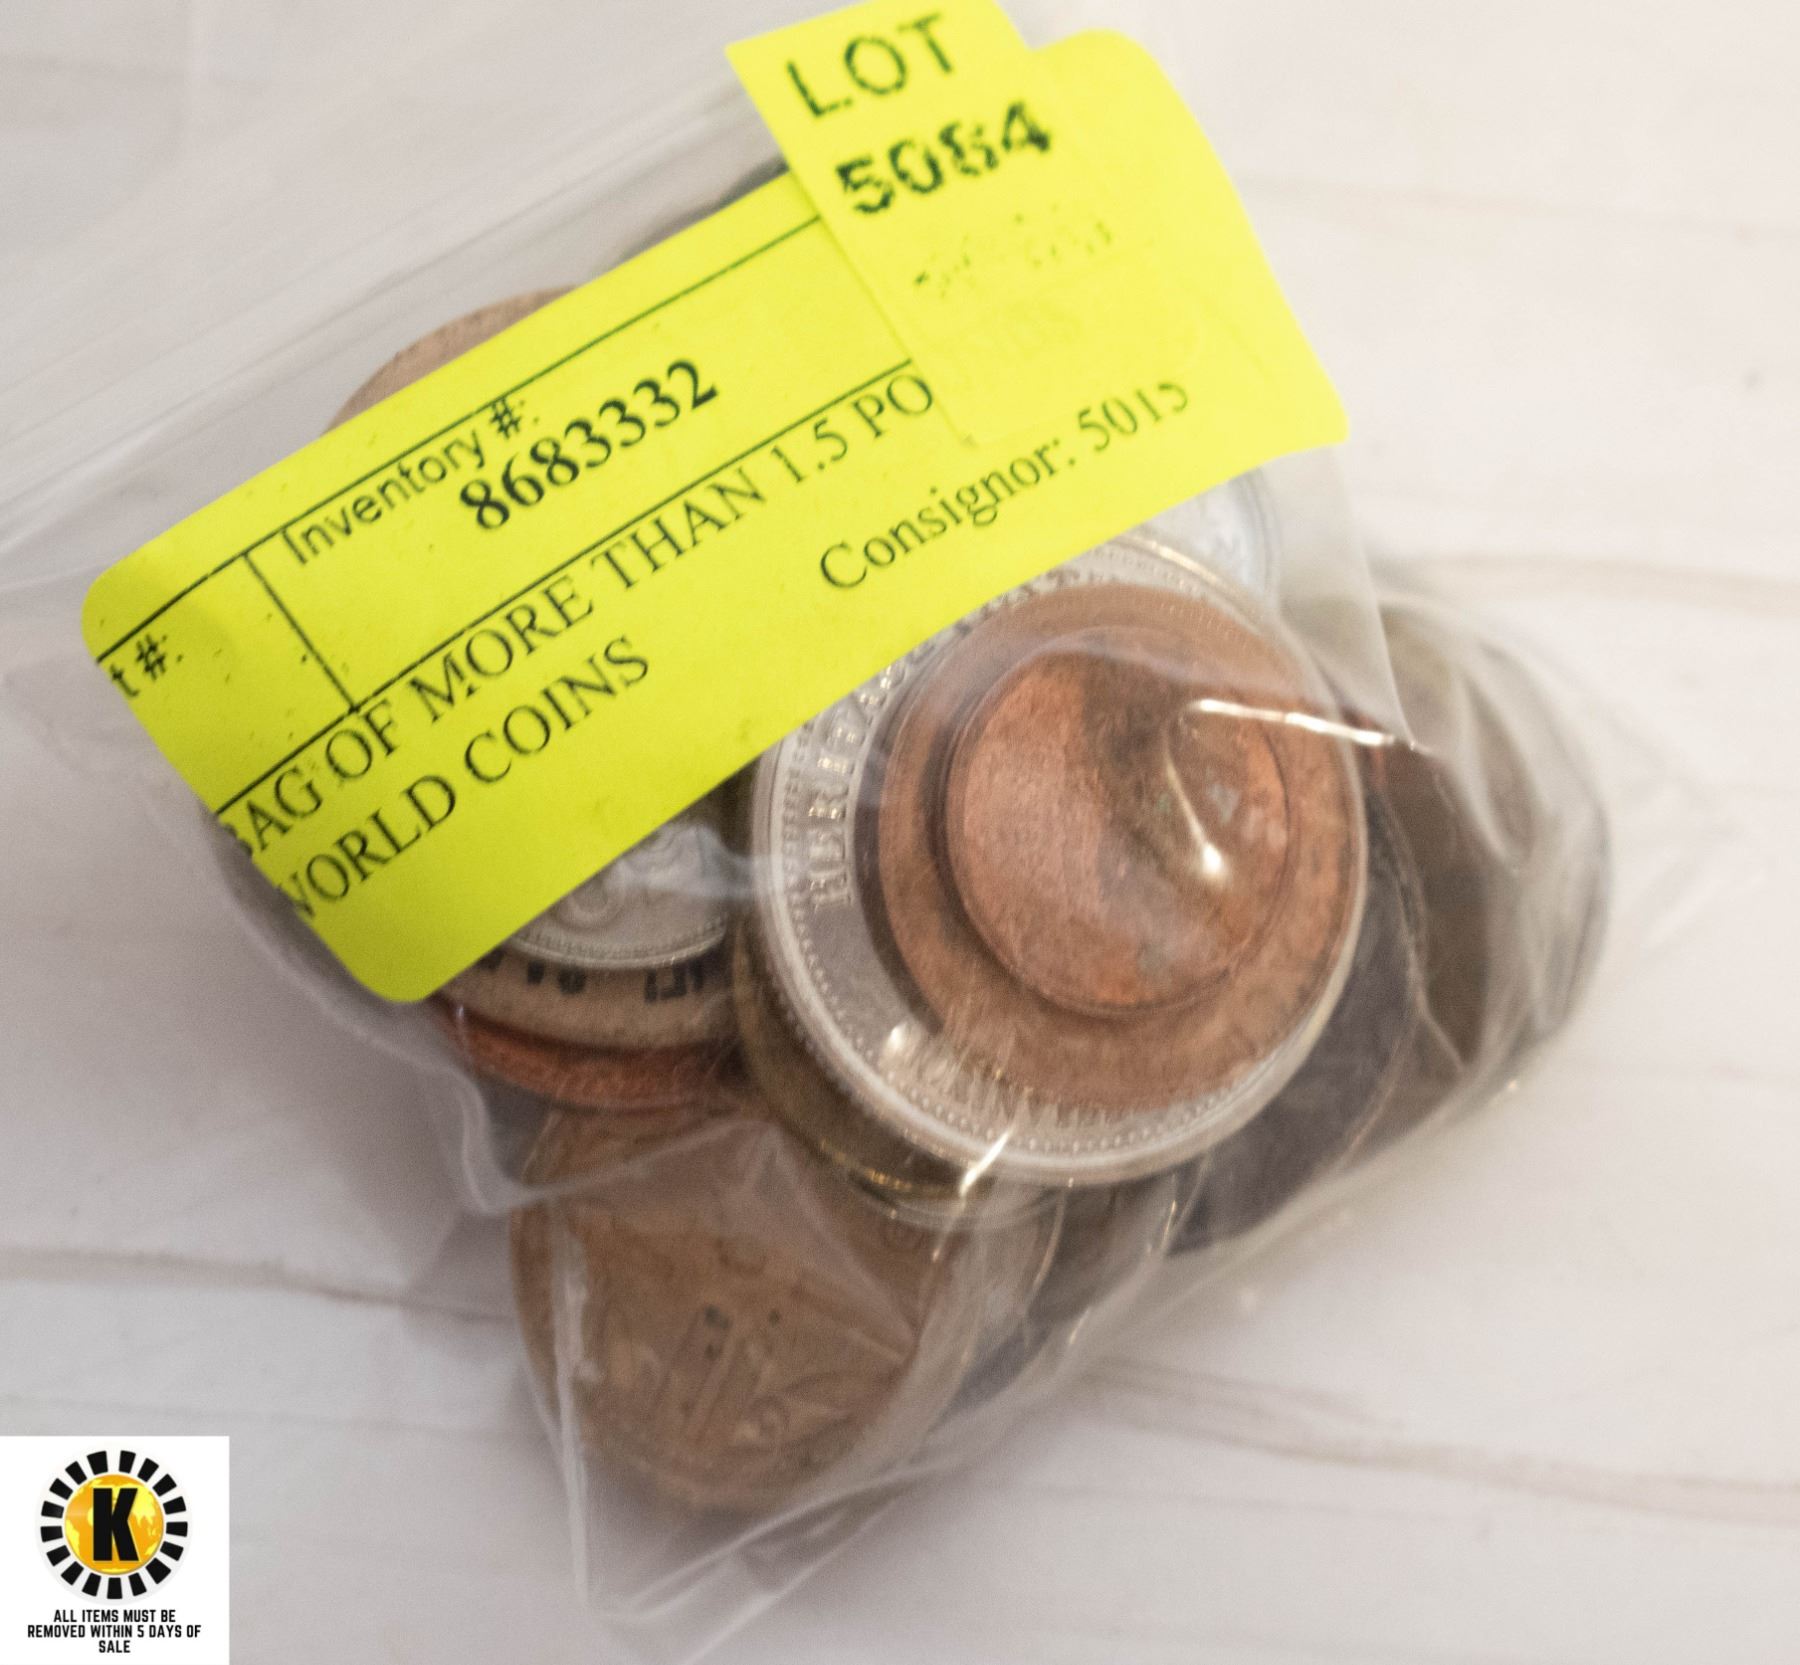 LOT
5084
t #:
Inventory #:
8683332
BAG OF MORE THAN 1.5 PO
WORLD COINS
Consignor: 5015
HERITAGE
K
ALL ITEMS MUST BE
REMOVED WITHIN 5 DAYS OF
SALE